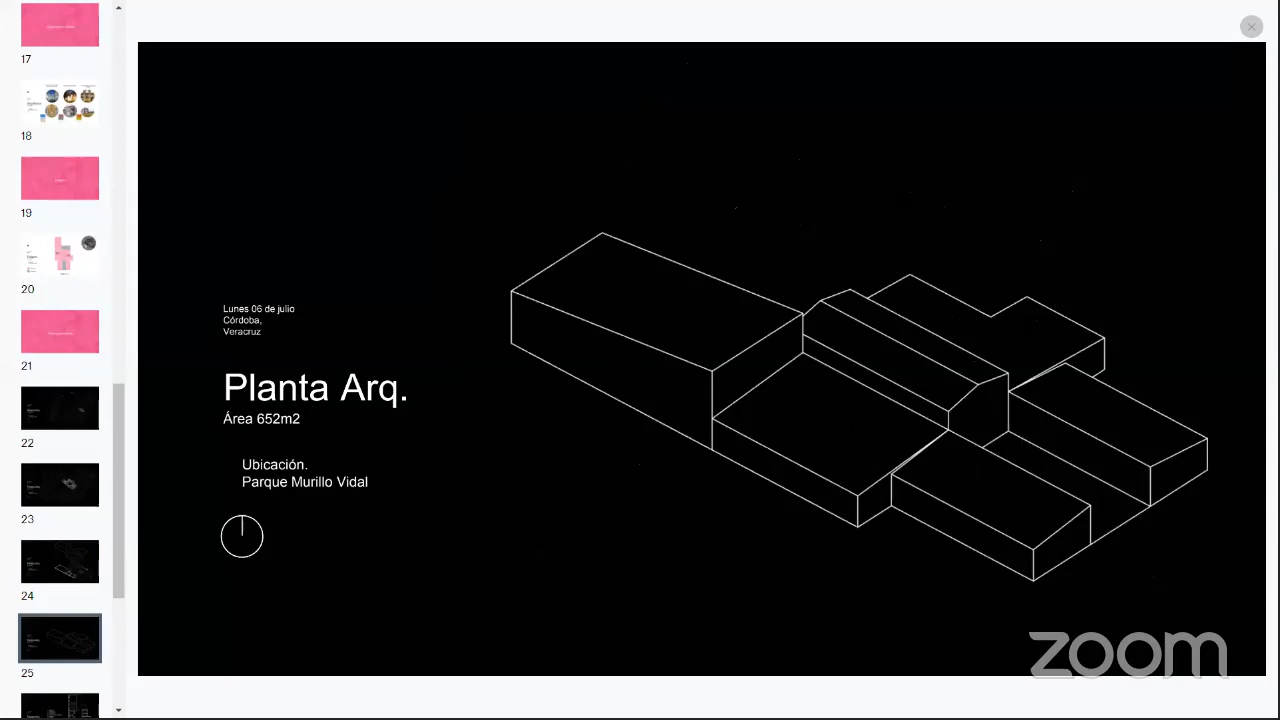 17
18
19
20
21
22
23
24
25
Lunes 06 de julio
Córdoba,
Veracruz
Planta Arq.
Área 652m2
Ubicación.
Parque Murillo Vidal
zoom